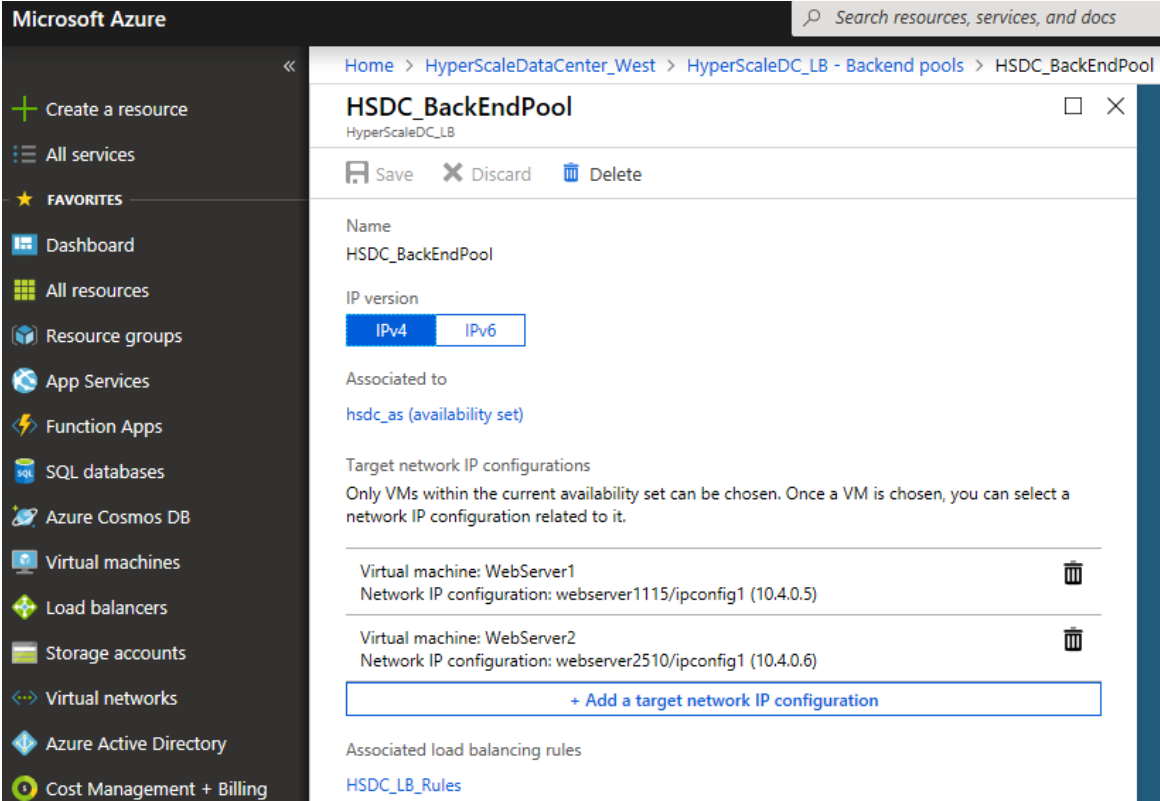 Microsoft Azure
Search resources, services, and docs
«
Home > HyperScaleDataCenter_West > HyperScaleDC_LB - Backend pools > HSDC_BackEndPool
Create a resource
All services
FAVORITES
Dashboard
All resources
Resource groups
App Services
Function Apps
SQL databases
Azure Cosmos DB
Virtual machines
Load balancers
Storage accounts
Virtual networks
Azure Active Directory
Cost Management + Billing
HSDC_BackEndPool
HyperScaleDC_LB
Save Discard Delete
Name
HSDC_BackEndPool
IP version
IPv4 IPv6
Associated to
hsdc_as (availability set)
Target network IP configurations
Only VMs within the current availability set can be chosen. Once a VM is chosen, you can select a
network IP configuration related to it.
Virtual machine: WebServer1
Network IP configuration: webserver1115/ipconfig1 (10.4.0.5)
Virtual machine: WebServer2
Network IP configuration: webserver2510/ipconfig1 (10.4.0.6)
+ Add a target network IP configuration
Associated load balancing rules
HSDC_LB_Rules